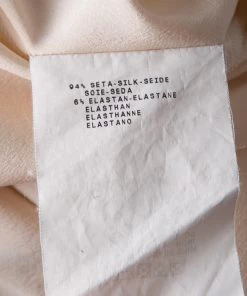 94% SETA-SILK-SEIDE
SOIE-SEDA
6% ELASTAN-ELASTANE
ELASTHAN
ELASTHANNE
ELASTANO